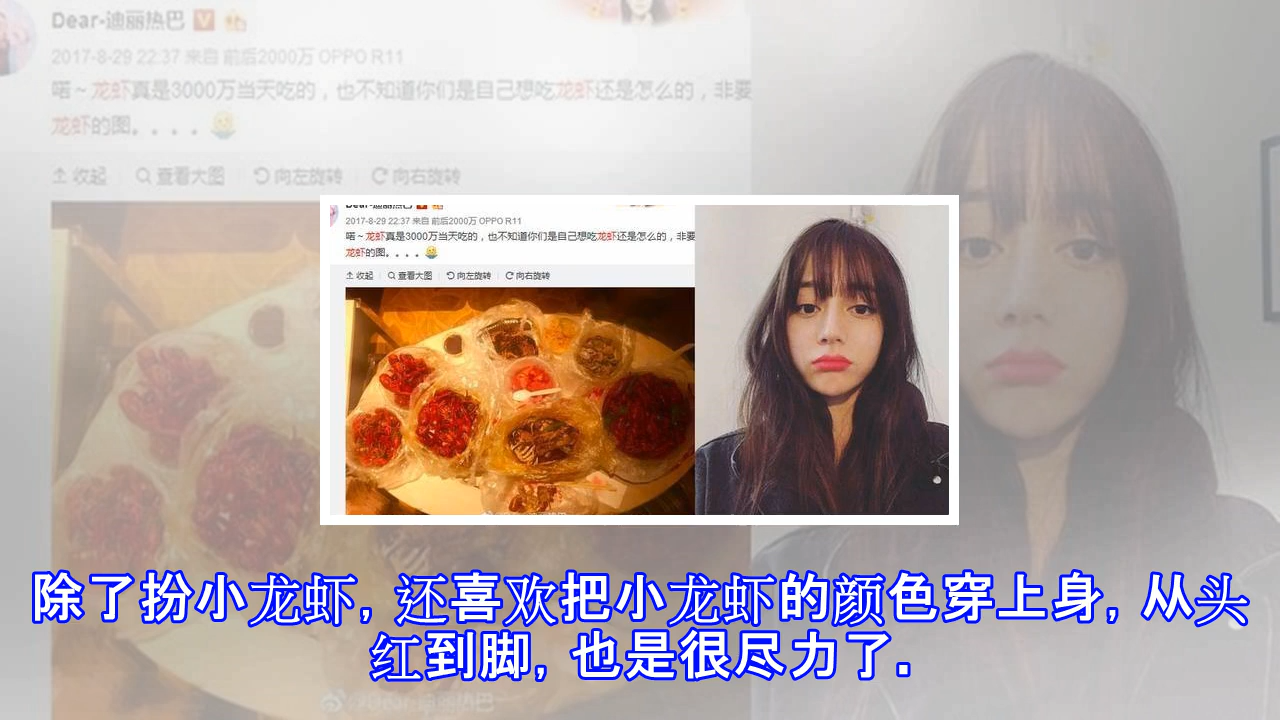 Dear-迪丽热巴
2017-8-29 22:37 来自 前后2000万 OPPO R11
喏~龙虾真是3000万当天吃的，也不知道你们是自己想吃龙虾还是怎么的，非要
龙虾的图。。。。
收起 查看大图 向左旋转 向右旋转
Dear-迪丽热巴
2017-8-29 22:37 来自 前后2000万 OPPO R11
喏~龙虾真是3000万当天吃的，也不知道你们是自己想吃龙虾还是怎么的，非要
龙虾的图。。。。
收起 查看大图 向左旋转 向右旋转
除了扮小龙虾, 还喜欢把小龙虾的颜色穿上身, 从头
红到脚, 也是很尽力了.